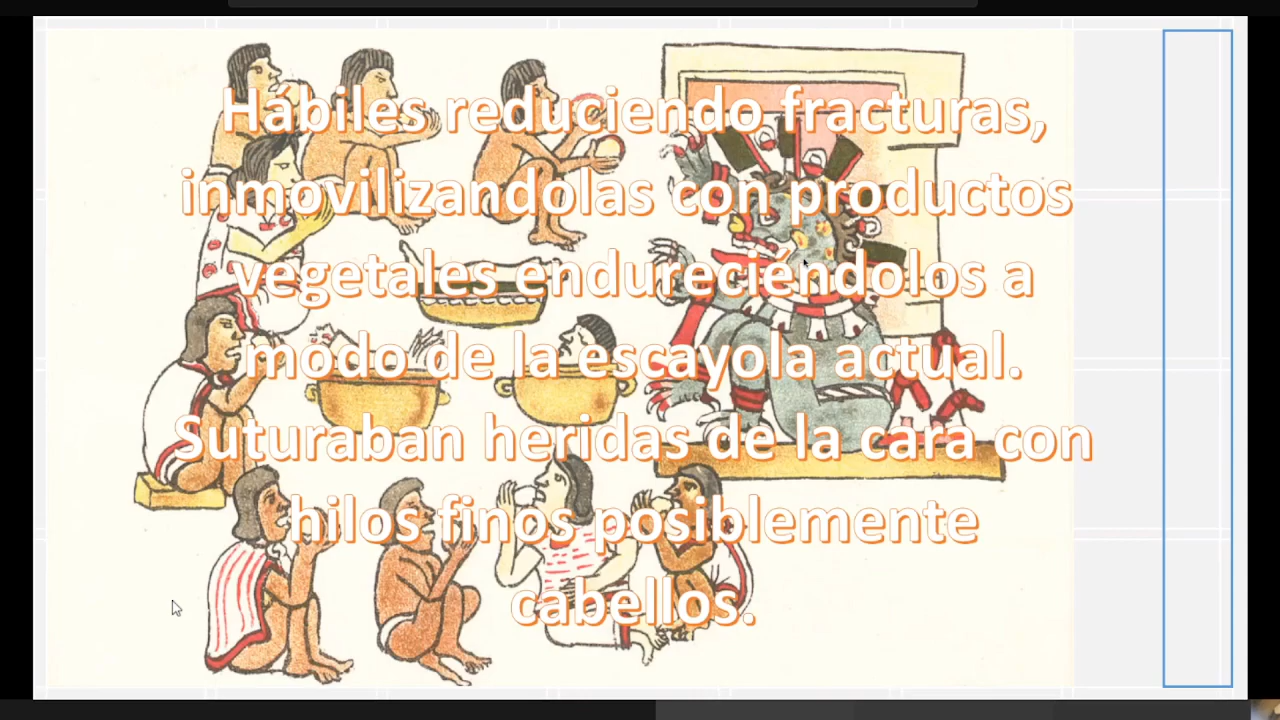 Hábiles reduciendo fracturas,
inmovilizandolas con productos
vegetales endureciéndolos a
modo de la escayola actual.
Suturaban heridas de la cara con
hilos finos posiblemente
cabellos.